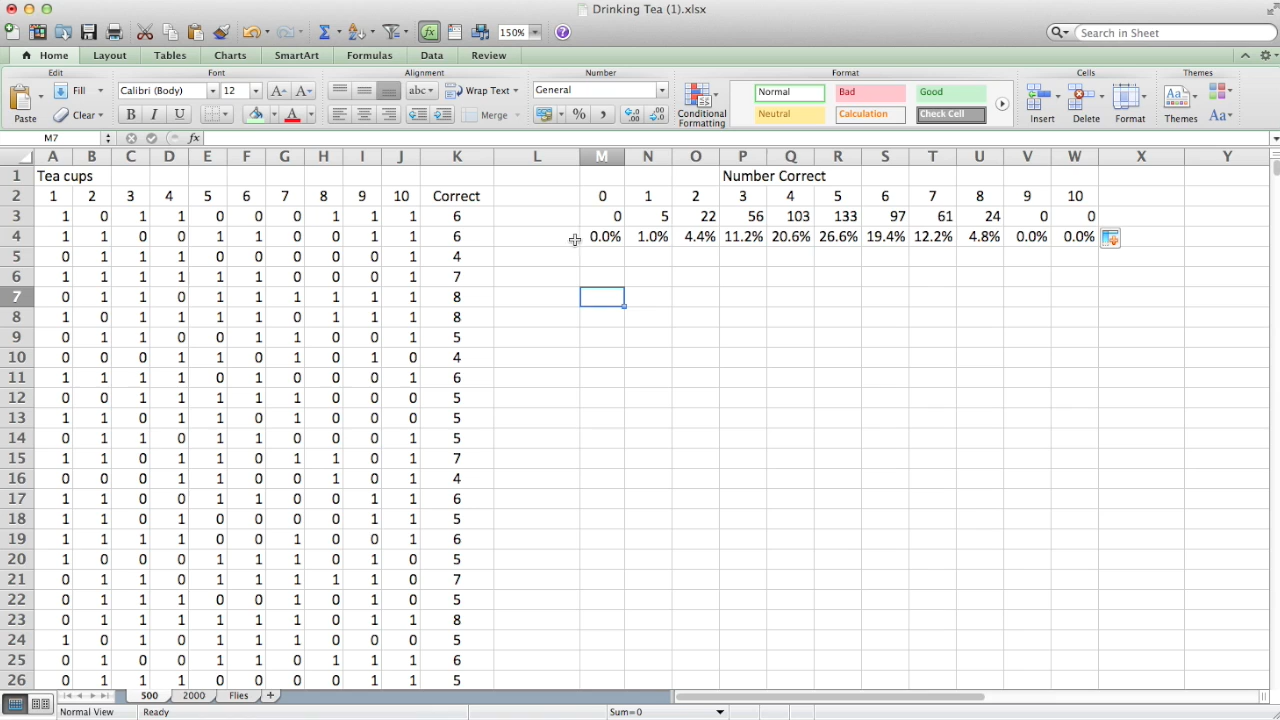 Drinking Tea (1).xlsx
150%
Search in Sheet
Home Layout Tables Charts SmartArt Formulas Data Review
Edit Font Alignment Number Format Cells Themes
Fill Calibri (Body) 12 abc Wrap Text General Normal Bad Good
Paste Clear B I U A Merge % , Conditional Formatting Neutral Calculation Check Cell Insert Delete Format Themes Aa
M7 fx
A B C D E F G H I J K L M N O P Q R S T U V W X Y
1 Tea cups Number Correct
2 1 2 3 4 5 6 7 8 9 10 Correct 0 1 2 3 4 5 6 7 8 9 10
3 1 0 1 1 0 0 0 1 1 1 6 0 5 22 56 103 133 97 61 24 0 0
4 1 1 0 0 1 1 0 0 1 1 6 0.0% 1.0% 4.4% 11.2% 20.6% 26.6% 19.4% 12.2% 4.8% 0.0% 0.0%
5 0 1 1 1 0 0 0 0 0 1 4
6 1 1 1 1 1 1 0 0 0 1 7
7 0 1 1 0 1 1 1 1 1 1 8
8 1 0 1 1 1 1 0 1 1 1 8
9 0 1 1 0 0 1 1 0 0 1 5
10 0 0 0 1 1 0 1 0 1 0 4
11 1 1 1 1 0 1 0 0 0 1 6
12 0 0 1 1 1 1 1 0 0 0 5
13 1 1 0 1 1 0 1 0 0 0 5
14 0 1 1 0 1 1 0 0 0 1 5
15 1 1 0 1 1 0 1 1 0 1 7
16 0 0 0 1 1 0 0 1 0 1 4
17 1 1 0 0 1 1 0 0 1 1 6
18 1 1 0 1 0 0 0 0 1 1 5
19 1 1 1 1 0 0 1 0 0 1 6
20 1 0 0 0 1 1 1 0 1 0 5
21 0 1 1 0 1 1 1 1 1 0 7
22 0 1 1 1 0 0 1 0 1 0 5
23 0 1 1 1 1 1 1 0 1 1 8
24 1 0 1 0 1 1 1 0 0 0 5
25 0 1 0 0 1 1 0 1 1 1 6
26 0 1 1 1 0 0 0 0 1 1 5
500 2000 Flies +
Normal View Ready Sum=0